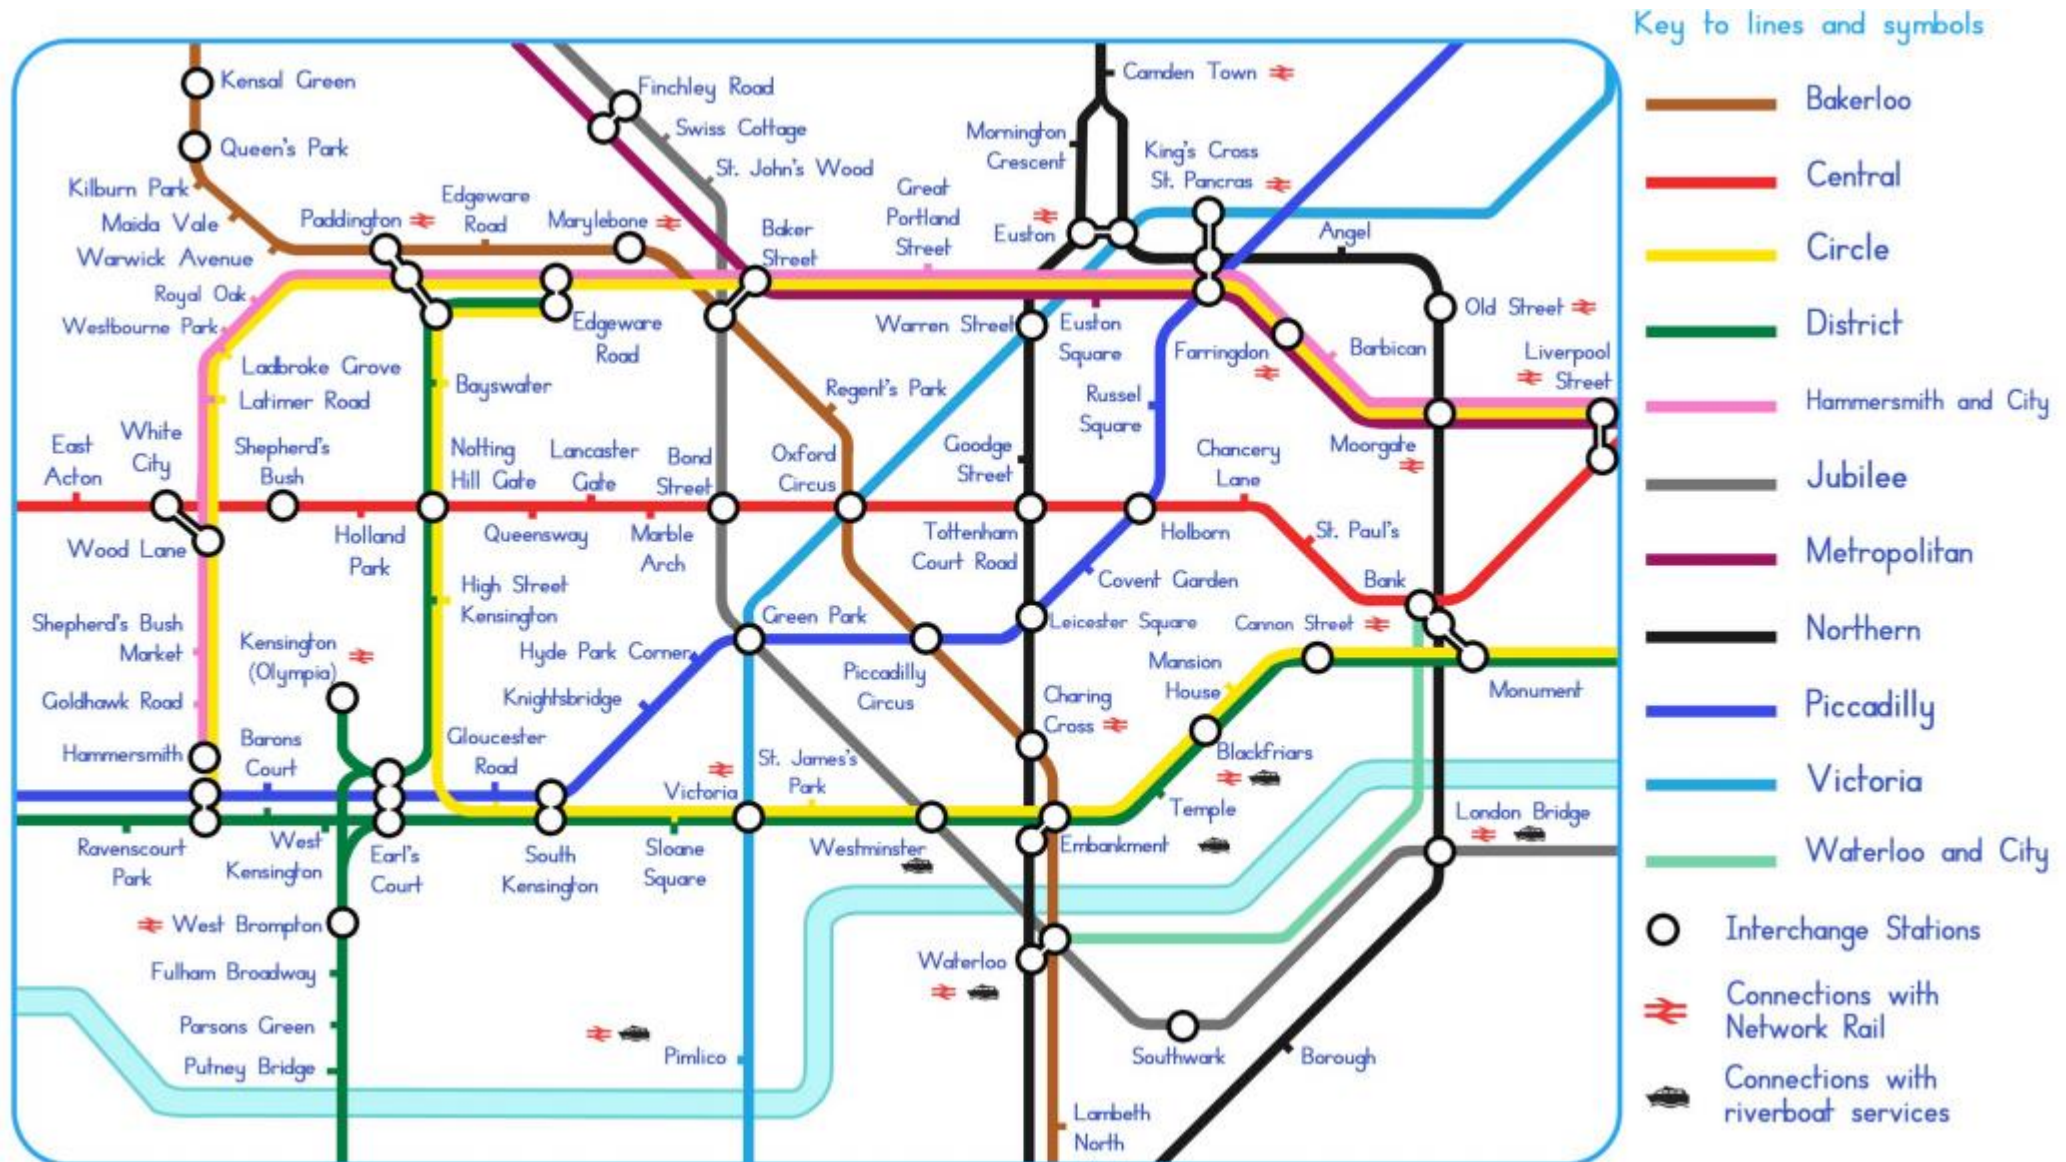 Key to lines and symbols
Bakerloo
Central
Circle
District
Hammersmith and City
Jubilee
Metropolitan
Northern
Piccadilly
Victoria
Waterloo and City
Interchange Stations
Connections with
Network Rail
Connections with
riverboat services
Kensal Green
Queen's Park
Kilburn Park
Maida Vale
Warwick Avenue
Paddington
Edgeware
Road
Marylebone
Finchley Road
Swiss Cottage
St. John's Wood
Baker
Street
Great
Portland
Street
Camden Town
Mornington
Crescent
King's Cross
St. Pancras
Euston
Angel
Old Street
Royal Oak
Westbourne Park
Ladbroke Grove
Latimer Road
Edgeware
Road
Bayswater
Warren Street
Euston
Square
Farringdon
Barbican
Liverpool
Street
Regent's Park
Russel
Square
Moorgate
East
Acton
White
City
Shepherd's
Bush
Notting
Hill Gate
Lancaster
Gate
Bond
Street
Oxford
Circus
Goodge
Street
Chancery
Lane
Wood Lane
Holland
Park
Queensway
Marble
Arch
Tottenham
Court Road
Holborn
St. Paul's
High Street
Kensington
Covent Garden
Bank
Shepherd's Bush
Market
Kensington
(Olympia)
Green Park
Leicester Square
Cannon Street
Hyde Park Corner
Knightsbridge
Piccadilly
Circus
Mansion
House
Monument
Goldhawk Road
Charing
Cross
Hammersmith
Barons
Court
Gloucester
Road
Victoria
St. James's
Park
Blackfriars
Temple
London Bridge
Ravenscourt
Park
West
Kensington
Earl's
Court
South
Kensington
Sloane
Square
Westminster
Embankment
West Brompton
Fulham Broadway
Parsons Green
Putney Bridge
Waterloo
Pimlico
Southwark
Borough
Lambeth
North